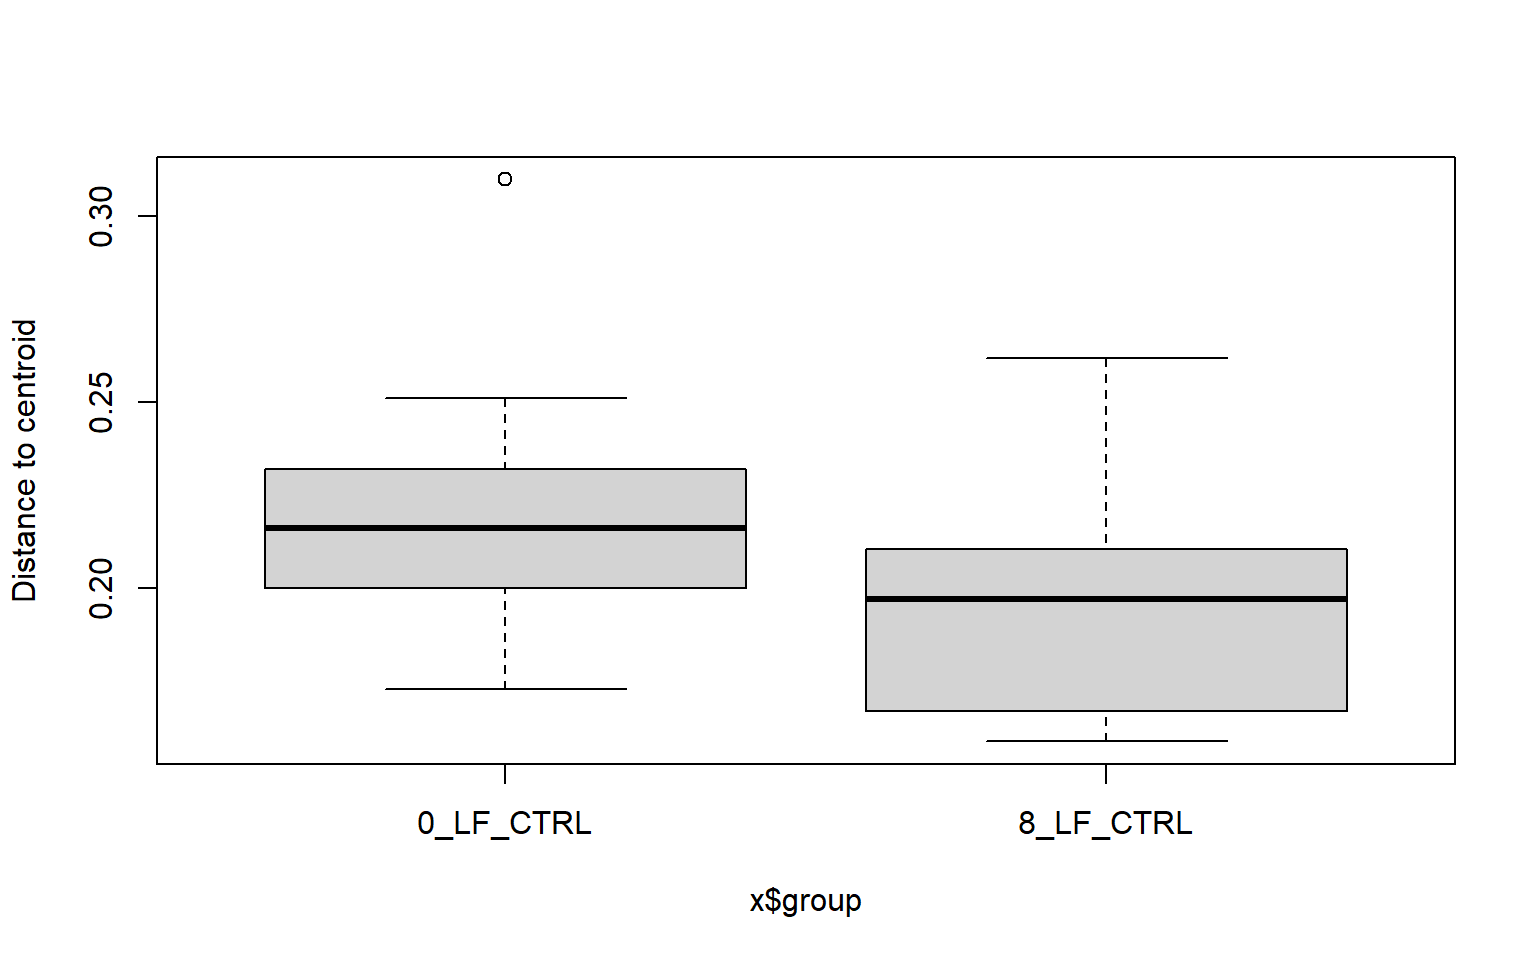 Distance to centroid
0.30
0.25
0.20
0_LF_CTRL
8_LF_CTRL
x$group